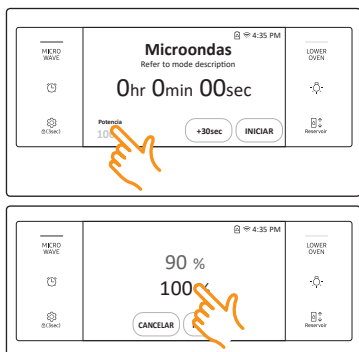 4:35 PM
MICRO
WAVE
Microondas
Refer to mode description
LOWER
OVEN
0hr 0min 00sec
Potencia
+30sec
INICIAR
(3sec)
Reservoir
4:35 PM
MICRO
WAVE
LOWER
OVEN
90 %
100 %
CANCELAR
(3sec)
Reservoir